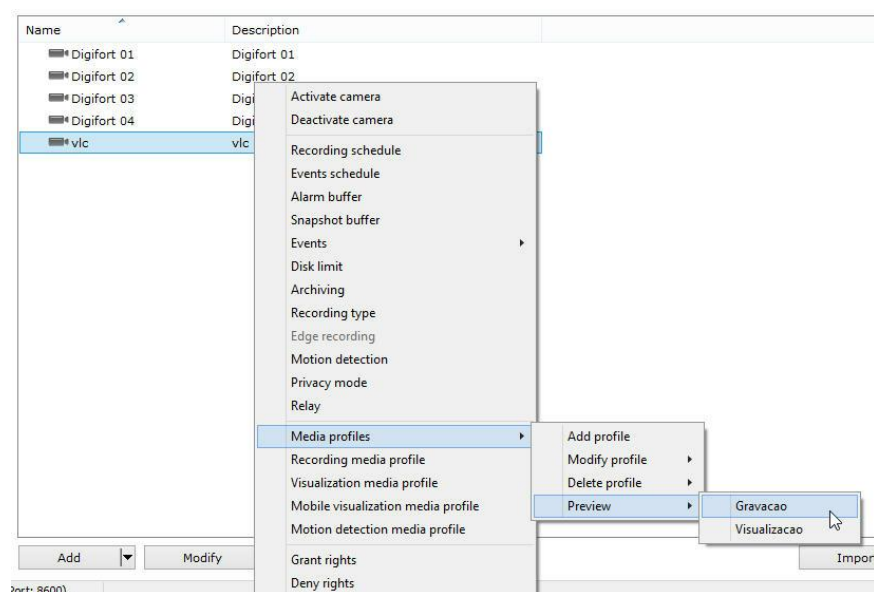 Name Description
Digifort 01 Digifort 01
Digifort 02 Digifort 02
Digifort 03 Digi
Digifort 04 Digi
vlc vlc
Activate camera
Deactivate camera
Recording schedule
Events schedule
Alarm buffer
Snapshot buffer
Events
Disk limit
Archiving
Recording type
Edge recording
Motion detection
Privacy mode
Relay
Media profiles
Recording media profile
Visualization media profile
Mobile visualization media profile
Motion detection media profile
Grant rights
Deny rights
Add profile
Modify profile
Delete profile
Preview
Gravacao
Visualizacao
Add Modify Impor
Port: 8600)